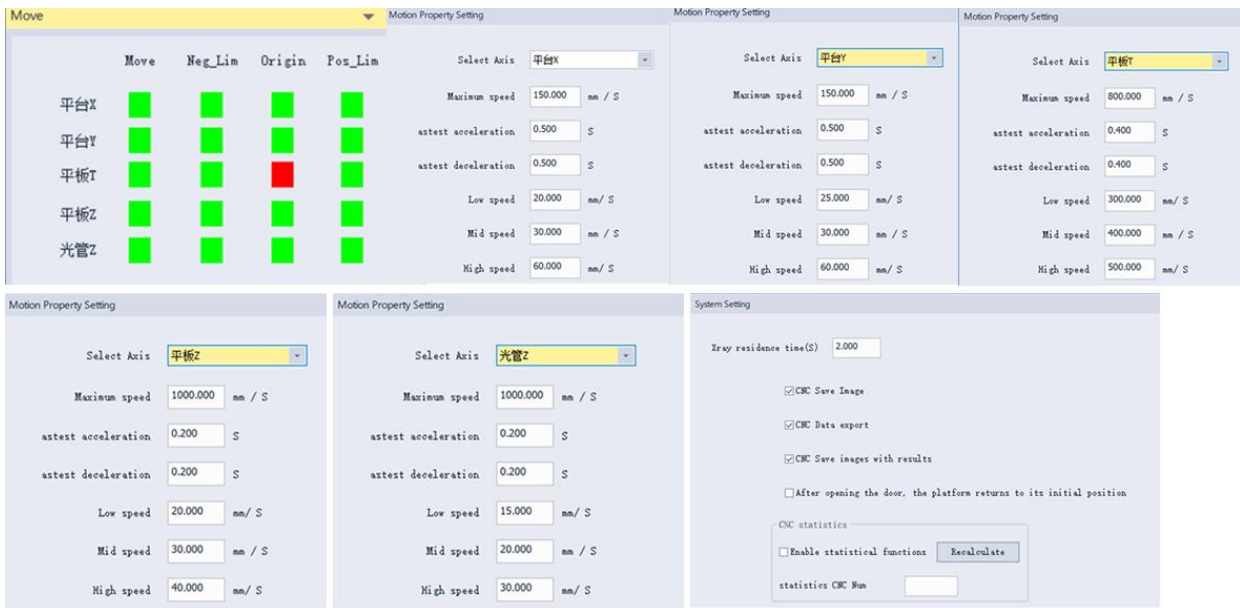 Move
Move Neg_Lim Origin Pos_Lim
平台X
平台Y
平板T
平板Z
光管Z
Motion Property Setting
Select Axis 平台X
Maximum speed 150.000 mm / S
astest acceleration 0.500 S
astest deceleration 0.500 S
Low speed 20.000 mm/ S
Mid speed 30.000 mm / S
High speed 60.000 mm/ S
Motion Property Setting
Select Axis 平台Y
Maximum speed 150.000 mm / S
astest acceleration 0.500 S
astest deceleration 0.500 S
Low speed 25.000 mm/ S
Mid speed 30.000 mm / S
High speed 60.000 mm/ S
Motion Property Setting
Select Axis 平板T
Maximum speed 800.000 mm / S
astest acceleration 0.400 S
astest deceleration 0.400 S
Low speed 300.000 mm/ S
Mid speed 400.000 mm / S
High speed 500.000 mm/ S
Motion Property Setting
Select Axis 平板Z
Maximum speed 1000.000 mm / S
astest acceleration 0.200 S
astest deceleration 0.200 S
Low speed 20.000 mm/ S
Mid speed 30.000 mm / S
High speed 40.000 mm/ S
Motion Property Setting
Select Axis 光管Z
Maximum speed 1000.000 mm / S
astest acceleration 0.200 S
astest deceleration 0.200 S
Low speed 15.000 mm/ S
Mid speed 20.000 mm / S
High speed 30.000 mm/ S
System Setting
Xray residence time(S) 2.000
CNC Save Image
CNC Data export
CNC Save images with results
After opening the door, the platform returns to its initial position
CNC statistics
Enable statistical functions Recalculate
statistics CNC Num